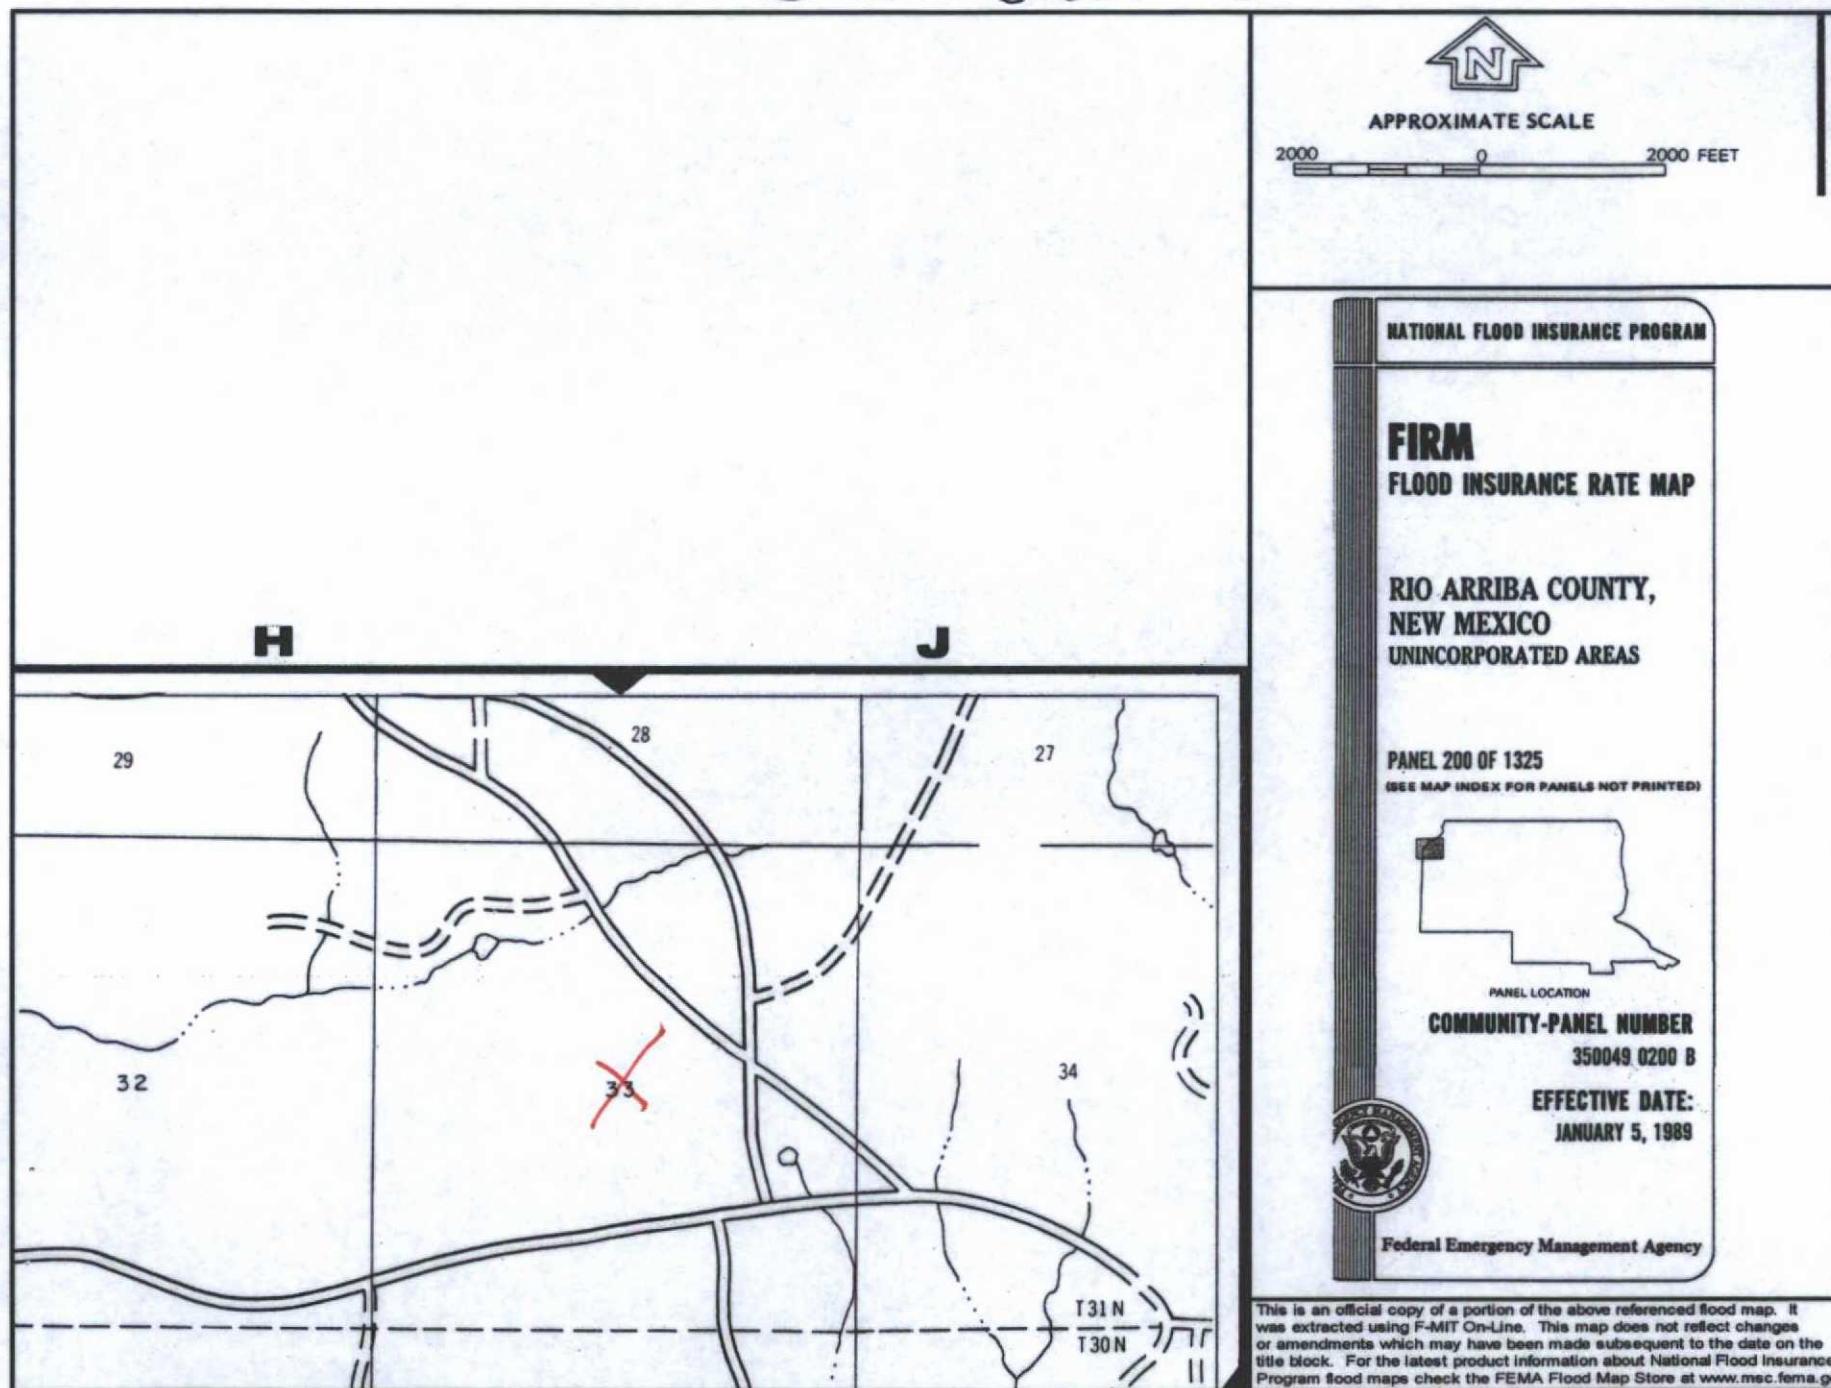 N
APPROXIMATE SCALE
2000 0 2000 FEET
NATIONAL FLOOD INSURANCE PROGRAM
FIRM
FLOOD INSURANCE RATE MAP
RIO ARRIBA COUNTY,
NEW MEXICO
UNINCORPORATED AREAS
PANEL 200 OF 1325
(SEE MAP INDEX FOR PANELS NOT PRINTED)
PANEL LOCATION
COMMUNITY-PANEL NUMBER
350049 0200 B
EFFECTIVE DATE:
JANUARY 5, 1989
Federal Emergency Management Agency
This is an official copy of a portion of the above referenced flood map. It
was extracted using F-MIT On-Line. This map does not reflect changes
or amendments which may have been made subsequent to the date on the
title block. For the latest product information about National Flood Insurance
Program flood maps check the FEMA Flood Map Store at www.msc.fema.g
H J
29 28 27
32 33 34
T31N
T30N